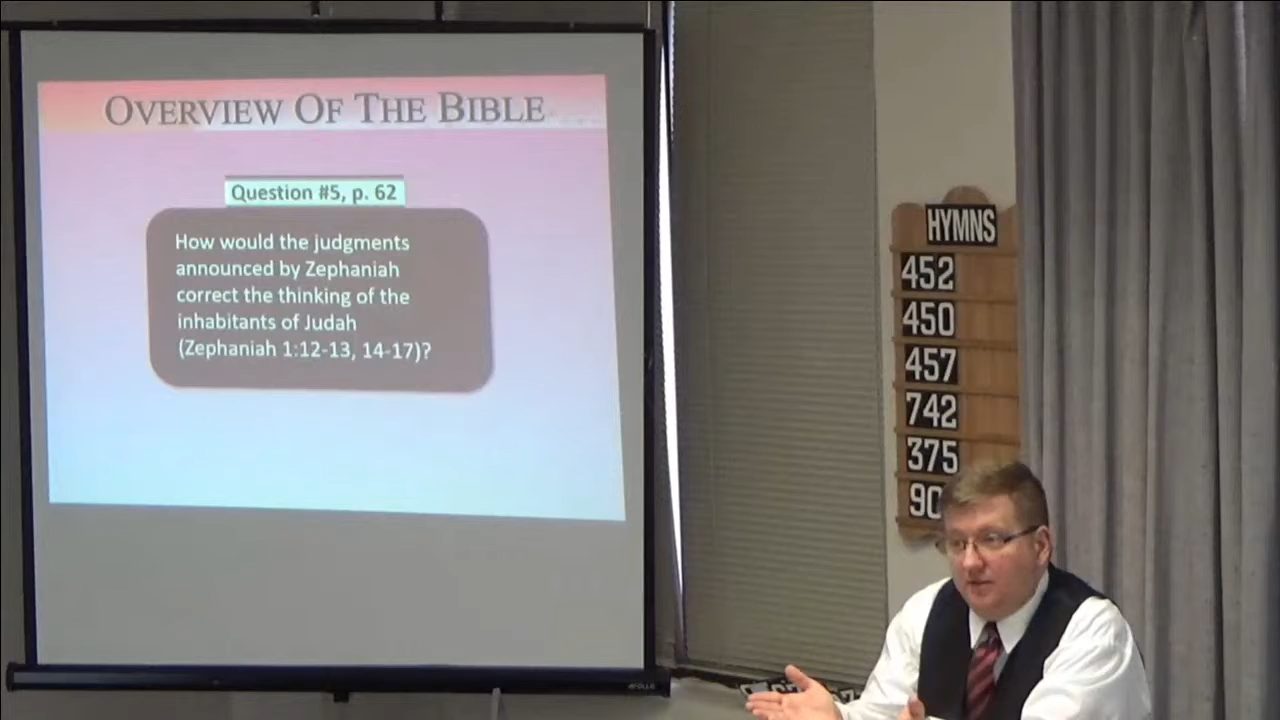 OVERVIEW OF THE BIBLE
Question #5, p. 62
How would the judgments
announced by Zephaniah
correct the thinking of the
inhabitants of Judah
(Zephaniah 1:12-13, 14-17)?
HYMNS
452
450
457
742
375
90